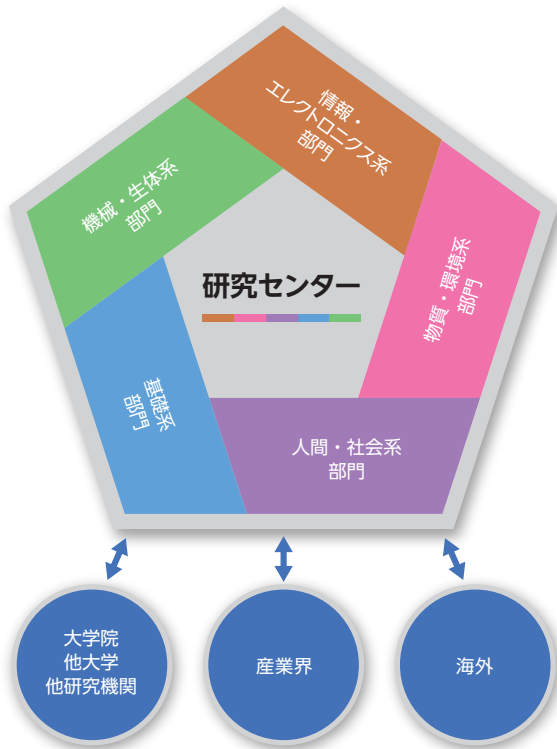 情報・
エレクトロニクス系
部門
機械・生体系
部門
物質・環境系
部門
研究センター
基礎系
部門
人間・社会系
部門
大学院
他大学
他研究機関
産業界
海外